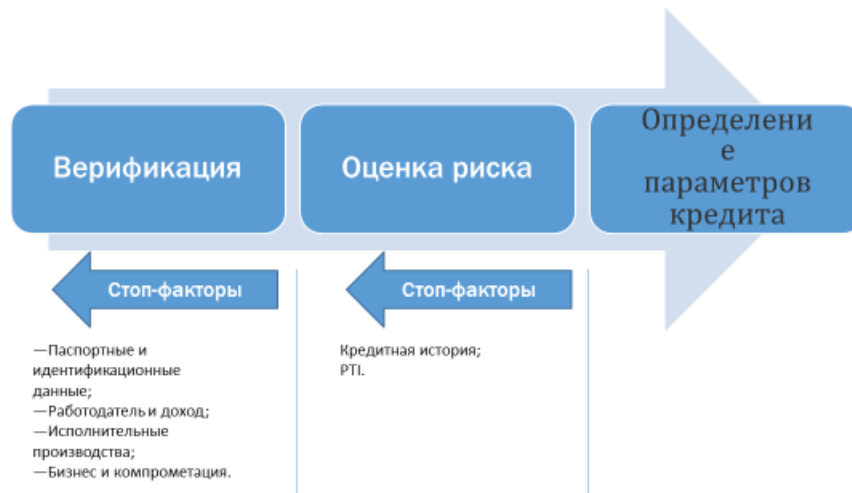 Верификация
Оценка риска
Определени
е
параметров
кредита
Стоп-факторы
Стоп-факторы
—Паспортные и
идентификационные
данные;
—Работодатель и доход;
—Исполнительные
производства;
—Бизнес и компрометация.
Кредитная история;
PTI.